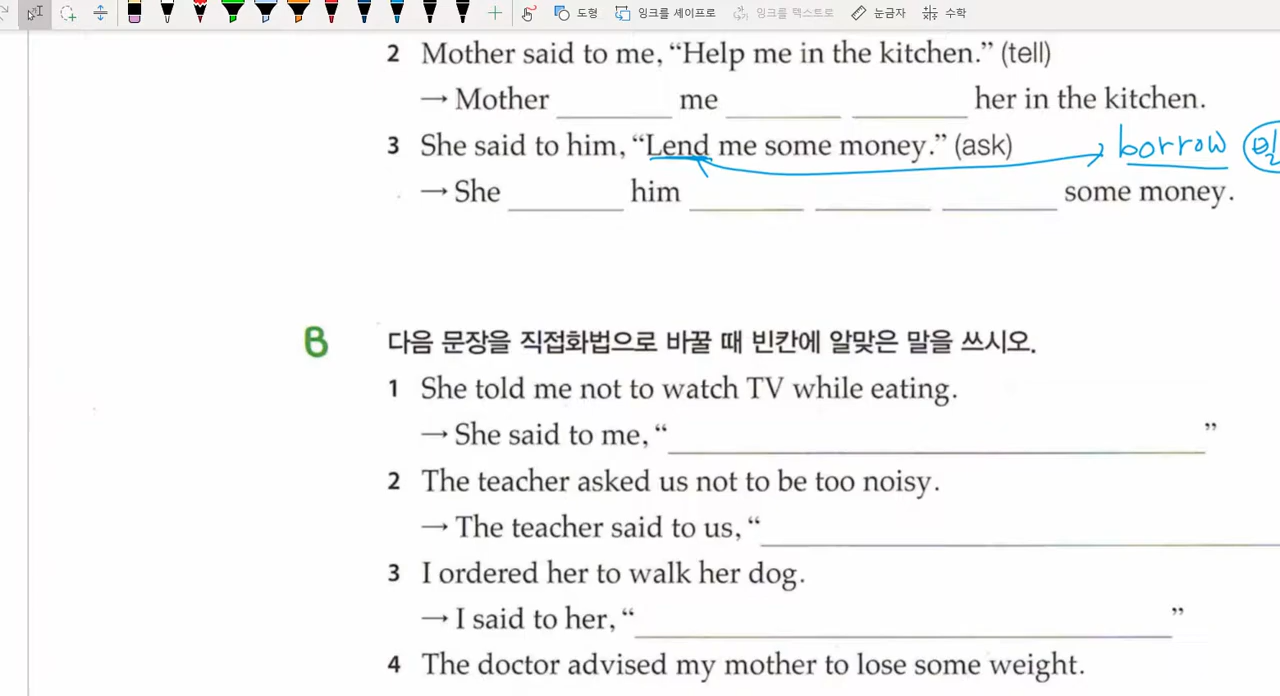 도형 잉크를 셰이프로 잉크를 텍스트로 눈금자 수학
2 Mother said to me, “Help me in the kitchen.” (tell)
→ Mother ________ me ________ ________ her in the kitchen.
3 She said to him, “Lend me some money.” (ask) borrow 빌
→ She ________ him ________ ________ ________ some money.
B 다음 문장을 직접화법으로 바꿀 때 빈칸에 알맞은 말을 쓰시오.
1 She told me not to watch TV while eating.
→ She said to me, “________________”
2 The teacher asked us not to be too noisy.
→ The teacher said to us, “________________
3 I ordered her to walk her dog.
→ I said to her, “________________”
4 The doctor advised my mother to lose some weight.